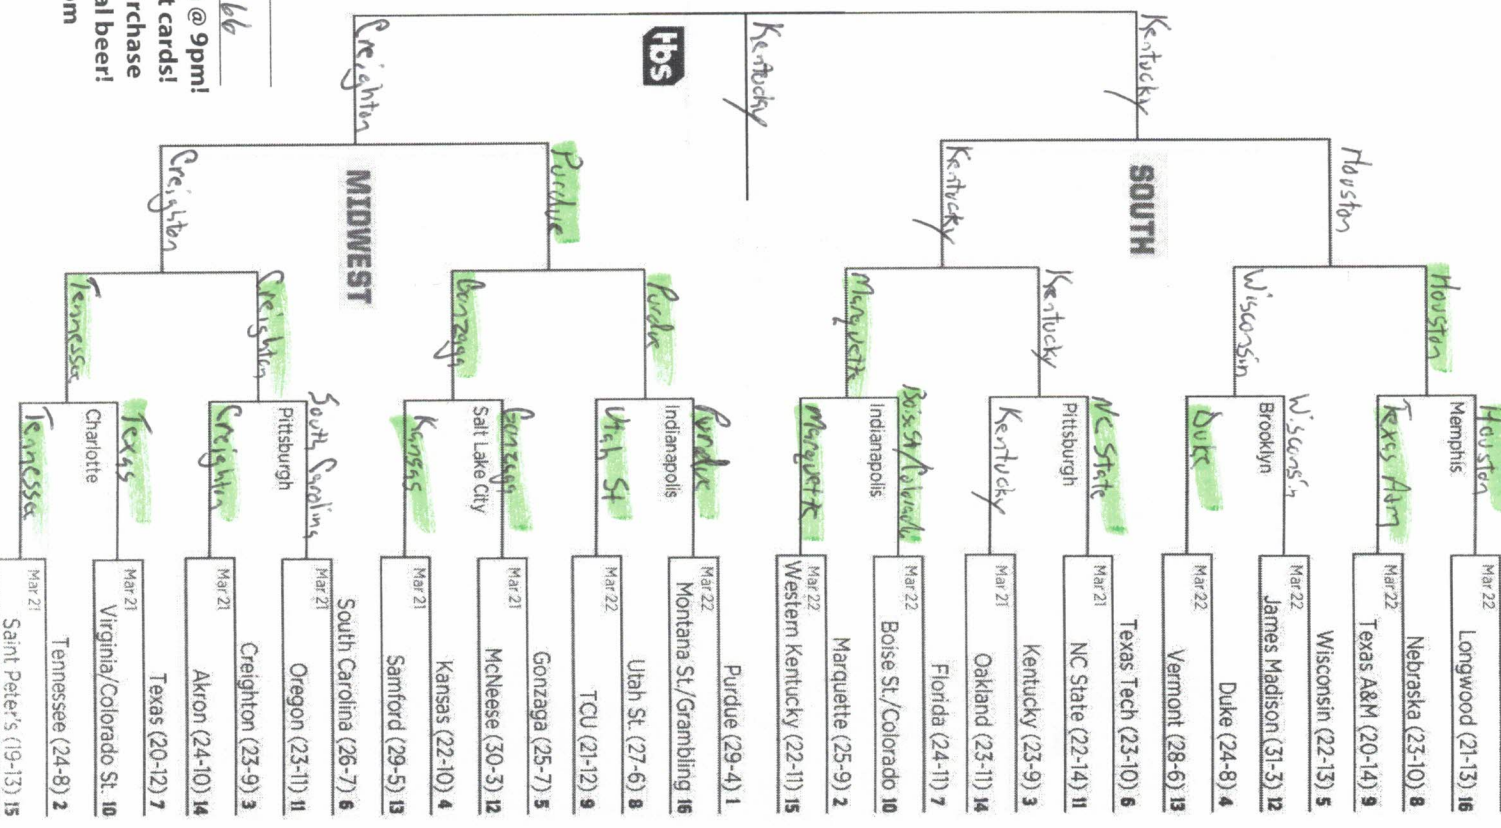 66
@ 9pm!
t cards!
rchase
al beer!
om
tbs
Kentucky
Kentucky
Creighton
SOUTH
Houston
Kentucky
Houston
Wisconsin
Kentucky
Marquette
Houston
Memphis
Texas A&M
Wisconsin
Brooklyn
Duke
NC State
Pittsburgh
Kentucky
Boise St/Colorado
Indianapolis
Marquette
Longwood (21-13) 16
Nebraska (23-10) 8
Mar 22
Texas A&M (20-14) 9
Wisconsin (22-13) 5
Mar 22
James Madison (31-3) 12
Duke (24-8) 4
Mar 22
Vermont (28-6) 13
Texas Tech (23-10) 6
Mar 21
NC State (22-14) 11
Kentucky (23-9) 3
Mar 21
Oakland (23-11) 14
Florida (24-11) 7
Mar 22
Boise St./Colorado 10
Marquette (25-9) 2
Mar 22
Western Kentucky (22-11) 15
MIDWEST
Purdue
Creighton
Purdue
Gonzaga
Creighton
Tennessee
Purdue
Indianapolis
Utah St
Gonzaga
Salt Lake City
Kansas
South Carolina
Pittsburgh
Creighton
Texas
Charlotte
Tennessee
Purdue (29-4) 1
Mar 22
Montana St./Grambling 16
Utah St. (27-6) 8
Mar 22
TCU (21-12) 9
Gonzaga (25-7) 5
Mar 21
McNeese (30-3) 12
Kansas (22-10) 4
Mar 21
Samford (29-5) 13
South Carolina (26-7) 6
Mar 21
Oregon (23-11) 11
Creighton (23-9) 3
Mar 21
Akron (24-10) 14
Texas (20-12) 7
Mar 21
Virginia/Colorado St. 10
Tennessee (24-8) 2
Mar 21
Saint Peter's (19-13) 15